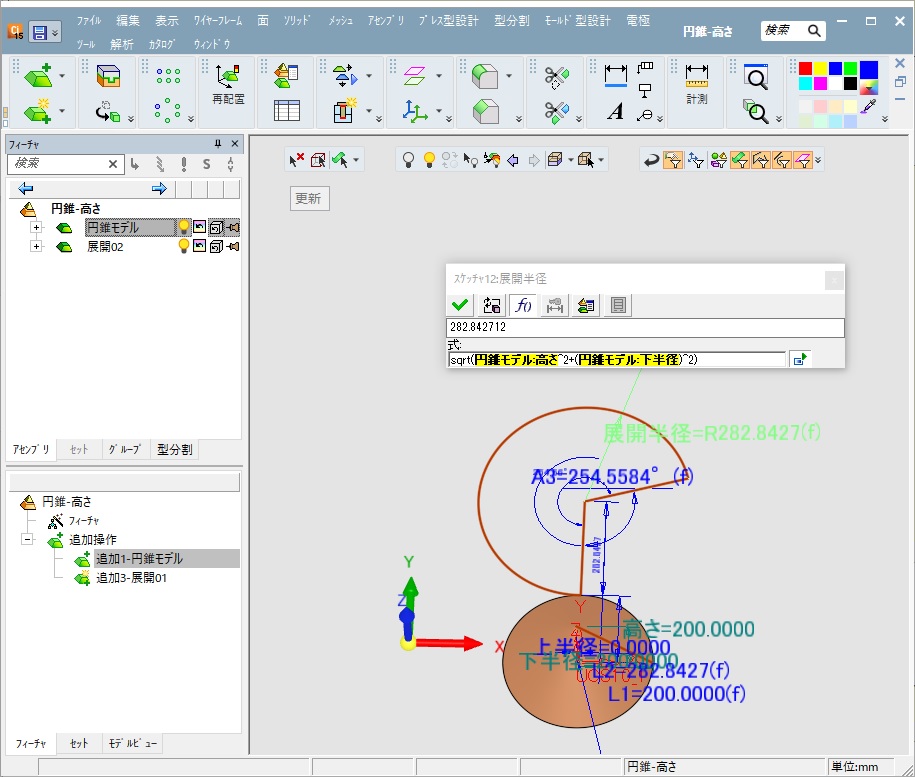 ファイル 編集 表示 ワイヤーフレーム 面 ソリッド メッシュ アセンブリ プレス型設計 型分割 モールド型設計 電極
ツール 解析 カタログ ウィンドウ
円錐-高さ
検索
再配置
計測
フィーチャ
検索
更新
円錐-高さ
円錐モデル
展開02
スケッチャ12:展開半径
282.842712
式:
sqrt(円錐モデル:高さ^2+(円錐モデル:下半径)^2)
展開半径=R282.8427(f)
A3=254.5584° (f)
282.8427
アセンブリ セット グループ 型分割
円錐-高さ
フィーチャ
追加操作
追加1-円錐モデル
追加3-展開01
Y
Z
X
Y
高さ=200.0000
上半径=0.0000
L2=282.8427(f)
L1=200.0000(f)
フィーチャ セット モデルビュー
円錐-高さ
単位:mm